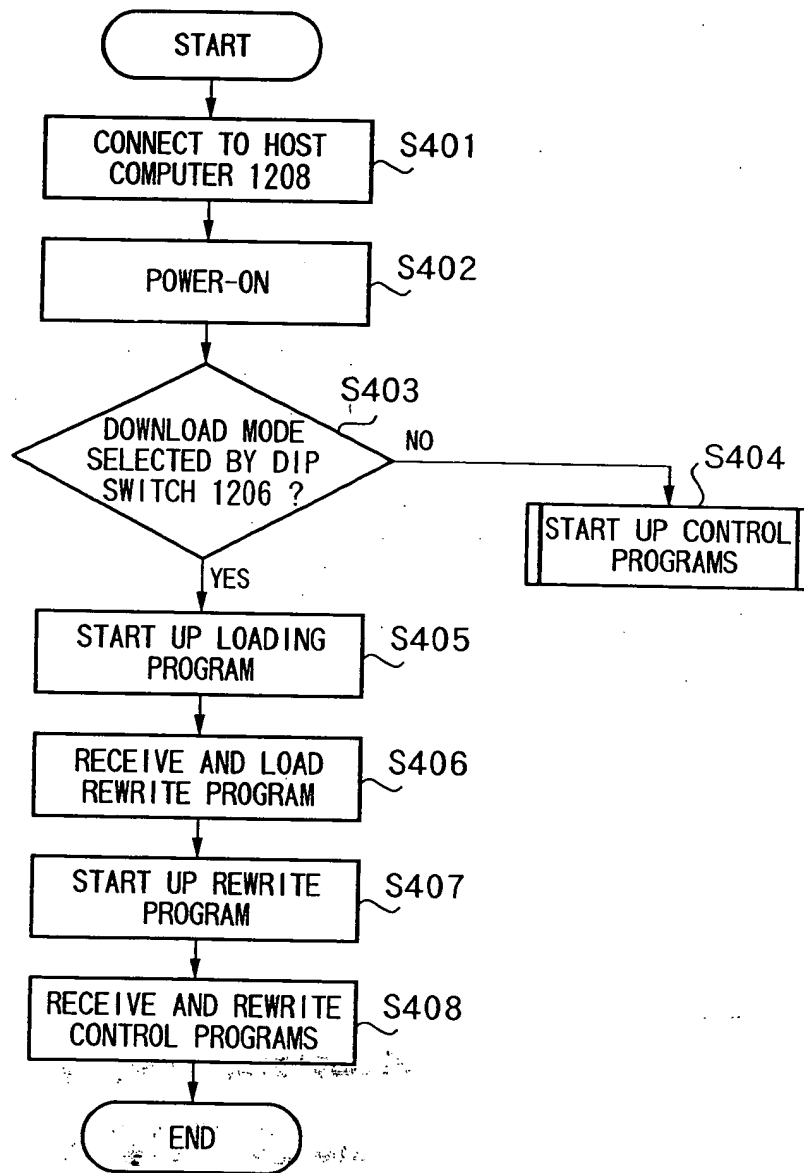 START
CONNECT TO HOST
COMPUTER 1208
S401
POWER-ON
S402
S403
DOWNLOAD MODE
SELECTED BY DIP
SWITCH 1206 ?
NO
S404
START UP CONTROL
PROGRAMS
YES
START UP LOADING
PROGRAM
S405
RECEIVE AND LOAD
REWRITE PROGRAM
S406
START UP REWRITE
PROGRAM
S407
RECEIVE AND REWRITE
CONTROL PROGRAMS
S408
END